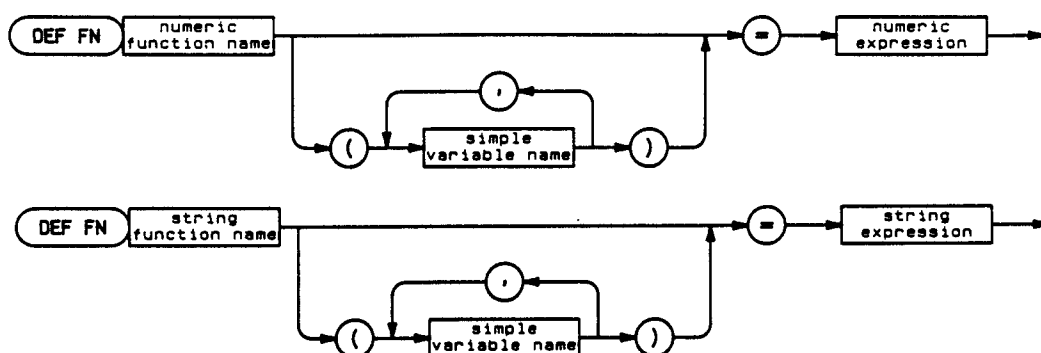 DEF FN
numeric
function name
=
numeric
expression
,
(
simple
variable name
)
DEF FN
string
function name
=
string
expression
,
(
simple
variable name
)